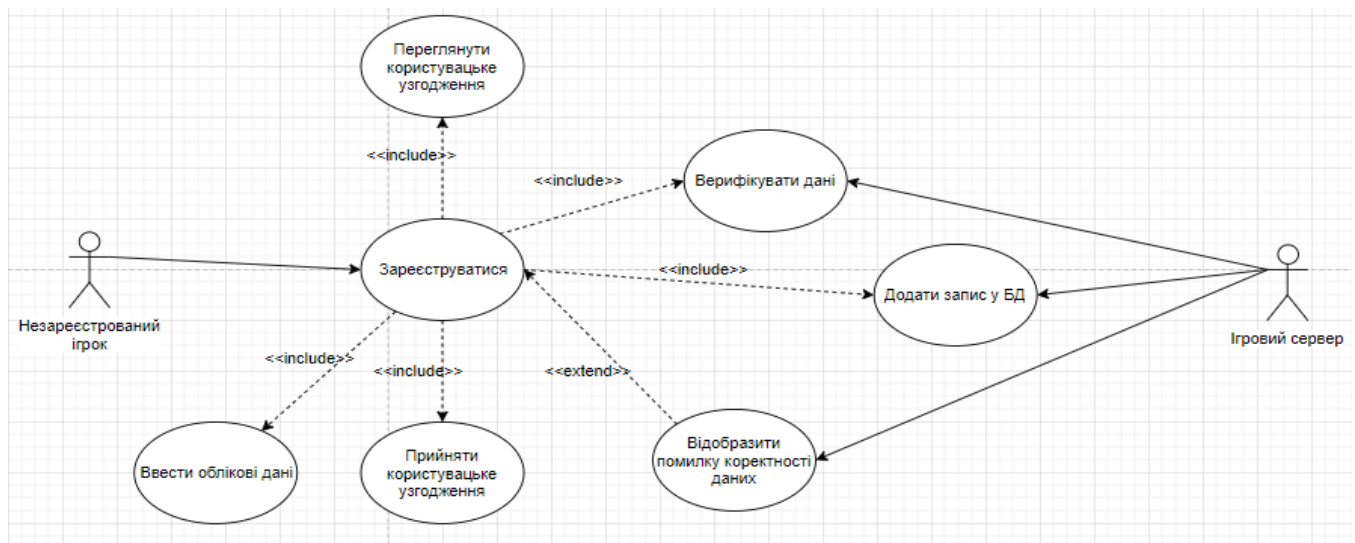 Переглянути
користувацьке
узгодження
<<include>>
<<include>>
Верифікувати дані
Зареєструватися
<<include>>
Додати запис у БД
Незареєстрований
ігрок
Ігровий сервер
<<include>>
<<include>>
<<extend>>
Ввести облікові дані
Прийняти
користувацьке
узгодження
Відобразити
помилку коректності
даних